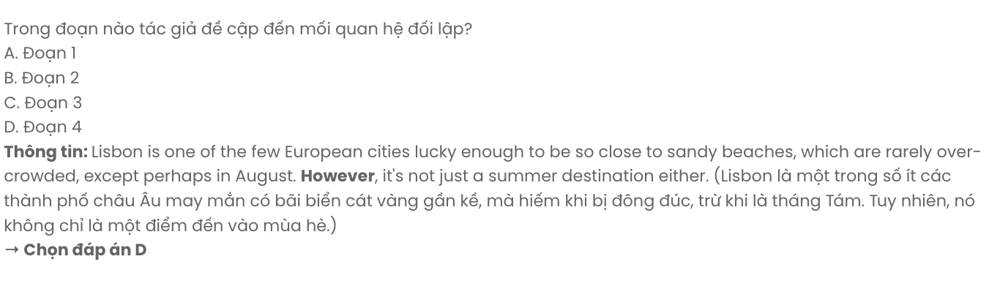 Trong đoạn nào tác giả đề cập đến mối quan hệ đối lập?
A. Đoạn 1
B. Đoạn 2
C. Đoạn 3
D. Đoạn 4
Thông tin: Lisbon is one of the few European cities lucky enough to be so close to sandy beaches, which are rarely over-
crowded, except perhaps in August. However, it's not just a summer destination either. (Lisbon là một trong số ít các
thành phố châu Âu may mắn có bãi biển cát vàng gần kề, mà hiếm khi bị đông đúc, trừ khi là tháng Tám. Tuy nhiên, nó
không chỉ là một điểm đến vào mùa hè.)
→ Chọn đáp án D